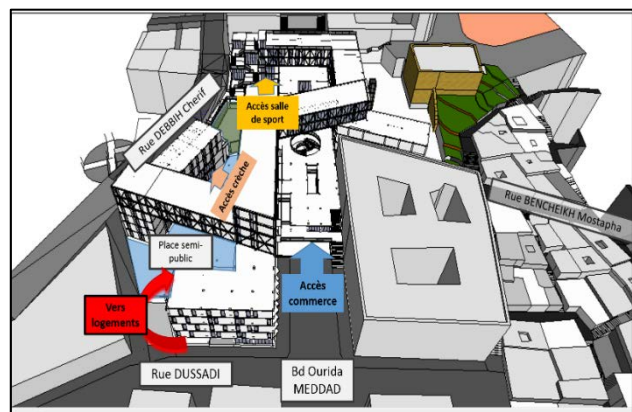 Rue DEBBIH Cherif
Accès salle
de sport
Accès crèche
Rue BENCHEIKH Mostapha
Place semi-
public
Vers
logements
Accès
commerce
Rue DUSSADI
Bd Ourida
MEDDAD